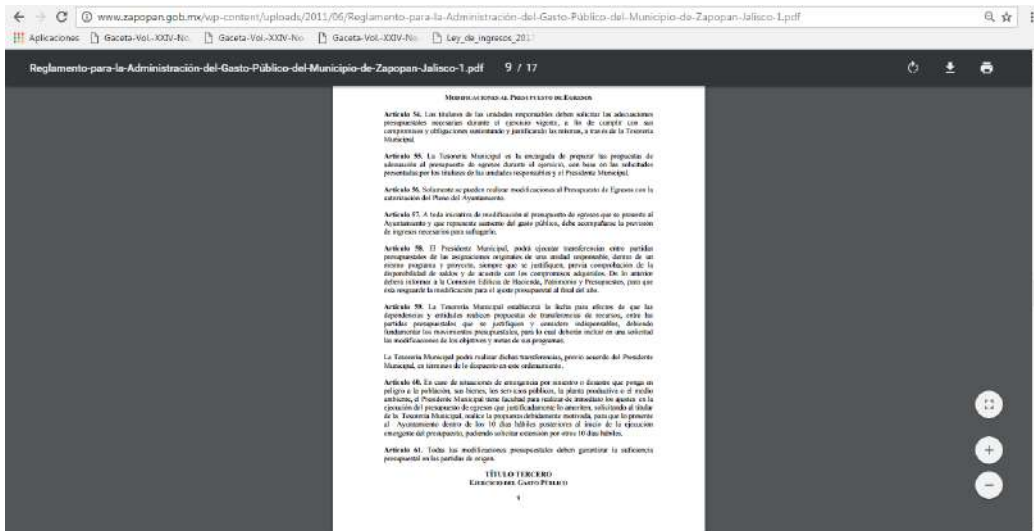 www.zapopan.gob.mx/wp-content/uploads/2011/06/Reglamento-para-la-Administración-del-Gasto-Público-del-Municipio-de-Zapopan-Jalisco-1.pdf
Aplicaciones Gaceta-Vol.-XXIV-No. Gaceta-Vol.-XXIV-No. Gaceta-Vol.-XXIV-No. Ley_de_ingresos_201
Reglamento-para-la-Administración-del-Gasto-Público-del-Municipio-de-Zapopan-Jalisco-1.pdf 9 / 17
MODIFICACIONES AL PRESUPUESTO DE EGRESOS
Artículo 54. Los titulares de las unidades responsables deben solicitar las adecuaciones
presupuestales necesarias durante el ejercicio vigente, a fin de cumplir con sus
compromisos y obligaciones sustentando y justificando las mismas, a través de la Tesorería
Municipal.
Artículo 55. La Tesorería Municipal es la encargada de preparar las propuestas de
adecuación al presupuesto de egresos durante el ejercicio, con base en las solicitudes
presentadas por los titulares de las unidades responsables y el Presidente Municipal.
Artículo 56. Solamente se pueden realizar modificaciones al Presupuesto de Egresos con la
autorización del Pleno del Ayuntamiento.
Artículo 57. A toda iniciativa de modificación al presupuesto de egresos que se presente al
Ayuntamiento y que represente aumento del gasto público, debe acompañarse la previsión
de ingresos necesarios para sufragarlo.
Artículo 58. El Presidente Municipal, podrá ejecutar transferencias entre partidas
presupuestales de las asignaciones originales de una unidad responsable, dentro de un
mismo programa y proyecto, siempre que se justifiquen, previa comprobación de la
disponibilidad de saldos y de acuerdo con los compromisos adquiridos. De lo anterior
deberá informar a la Comisión Edilicia de Hacienda, Patrimonio y Presupuestos, para que
ésta resguarde la modificación para el ajuste presupuestal al final del año.
Artículo 59. La Tesorería Municipal establecerá la fecha para efectos de que las
dependencias y entidades realicen propuestas de transferencias de recursos, entre las
partidas presupuestales que se justifiquen y considere indispensables, debiendo
fundamentar los movimientos presupuestales, para lo cual deberán incluir en una solicitud
las modificaciones de los objetivos y metas de sus programas.
La Tesorería Municipal podrá realizar dichas transferencias, previo acuerdo del Presidente
Municipal, en términos de lo dispuesto en este ordenamiento.
Artículo 60. En caso de situaciones de emergencia por siniestro o desastre que ponga en
peligro a la población, sus bienes, los servicios públicos, la planta productiva o el medio
ambiente, el Presidente Municipal tiene facultad para realizar de inmediato los ajustes en la
ejecución del presupuesto de egresos que justificadamente lo ameriten, solicitando al titular
de la Tesorería Municipal, realice la propuesta debidamente motivada, para que lo presente
al Ayuntamiento dentro de los 10 días hábiles posteriores al inicio de la ejecución
emergente del presupuesto, pudiendo solicitar extensión por otros 10 días hábiles.
Artículo 61. Todas las modificaciones presupuestales deben garantizar la suficiencia
presupuestal en las partidas de origen.
TÍTULO TERCERO
EJERCICIO DEL GASTO PÚBLICO
9